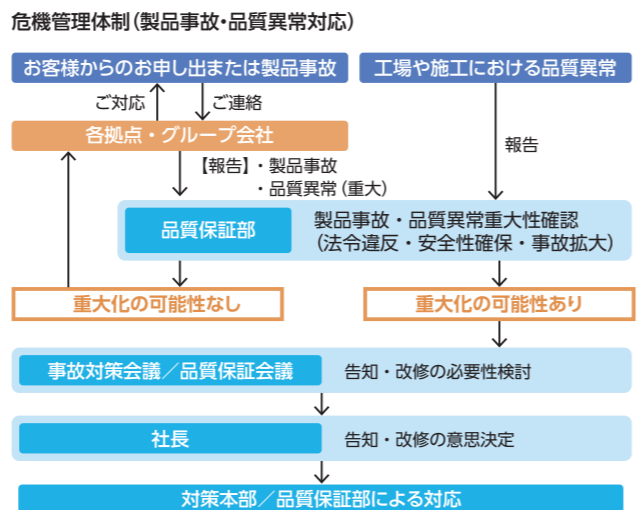 危機管理体制(製品事故・品質異常対応)
お客様からのお申し出または製品事故
工場や施工における品質異常
ご対応
ご連絡
各拠点・グループ会社
報告
【報告】・製品事故
・品質異常(重大)
品質保証部
製品事故・品質異常重大性確認
(法令違反・安全性確保・事故拡大)
重大化の可能性なし
重大化の可能性あり
事故対策会議/品質保証会議
告知・改修の必要性検討
社長
告知・改修の意思決定
対策本部/品質保証部による対応